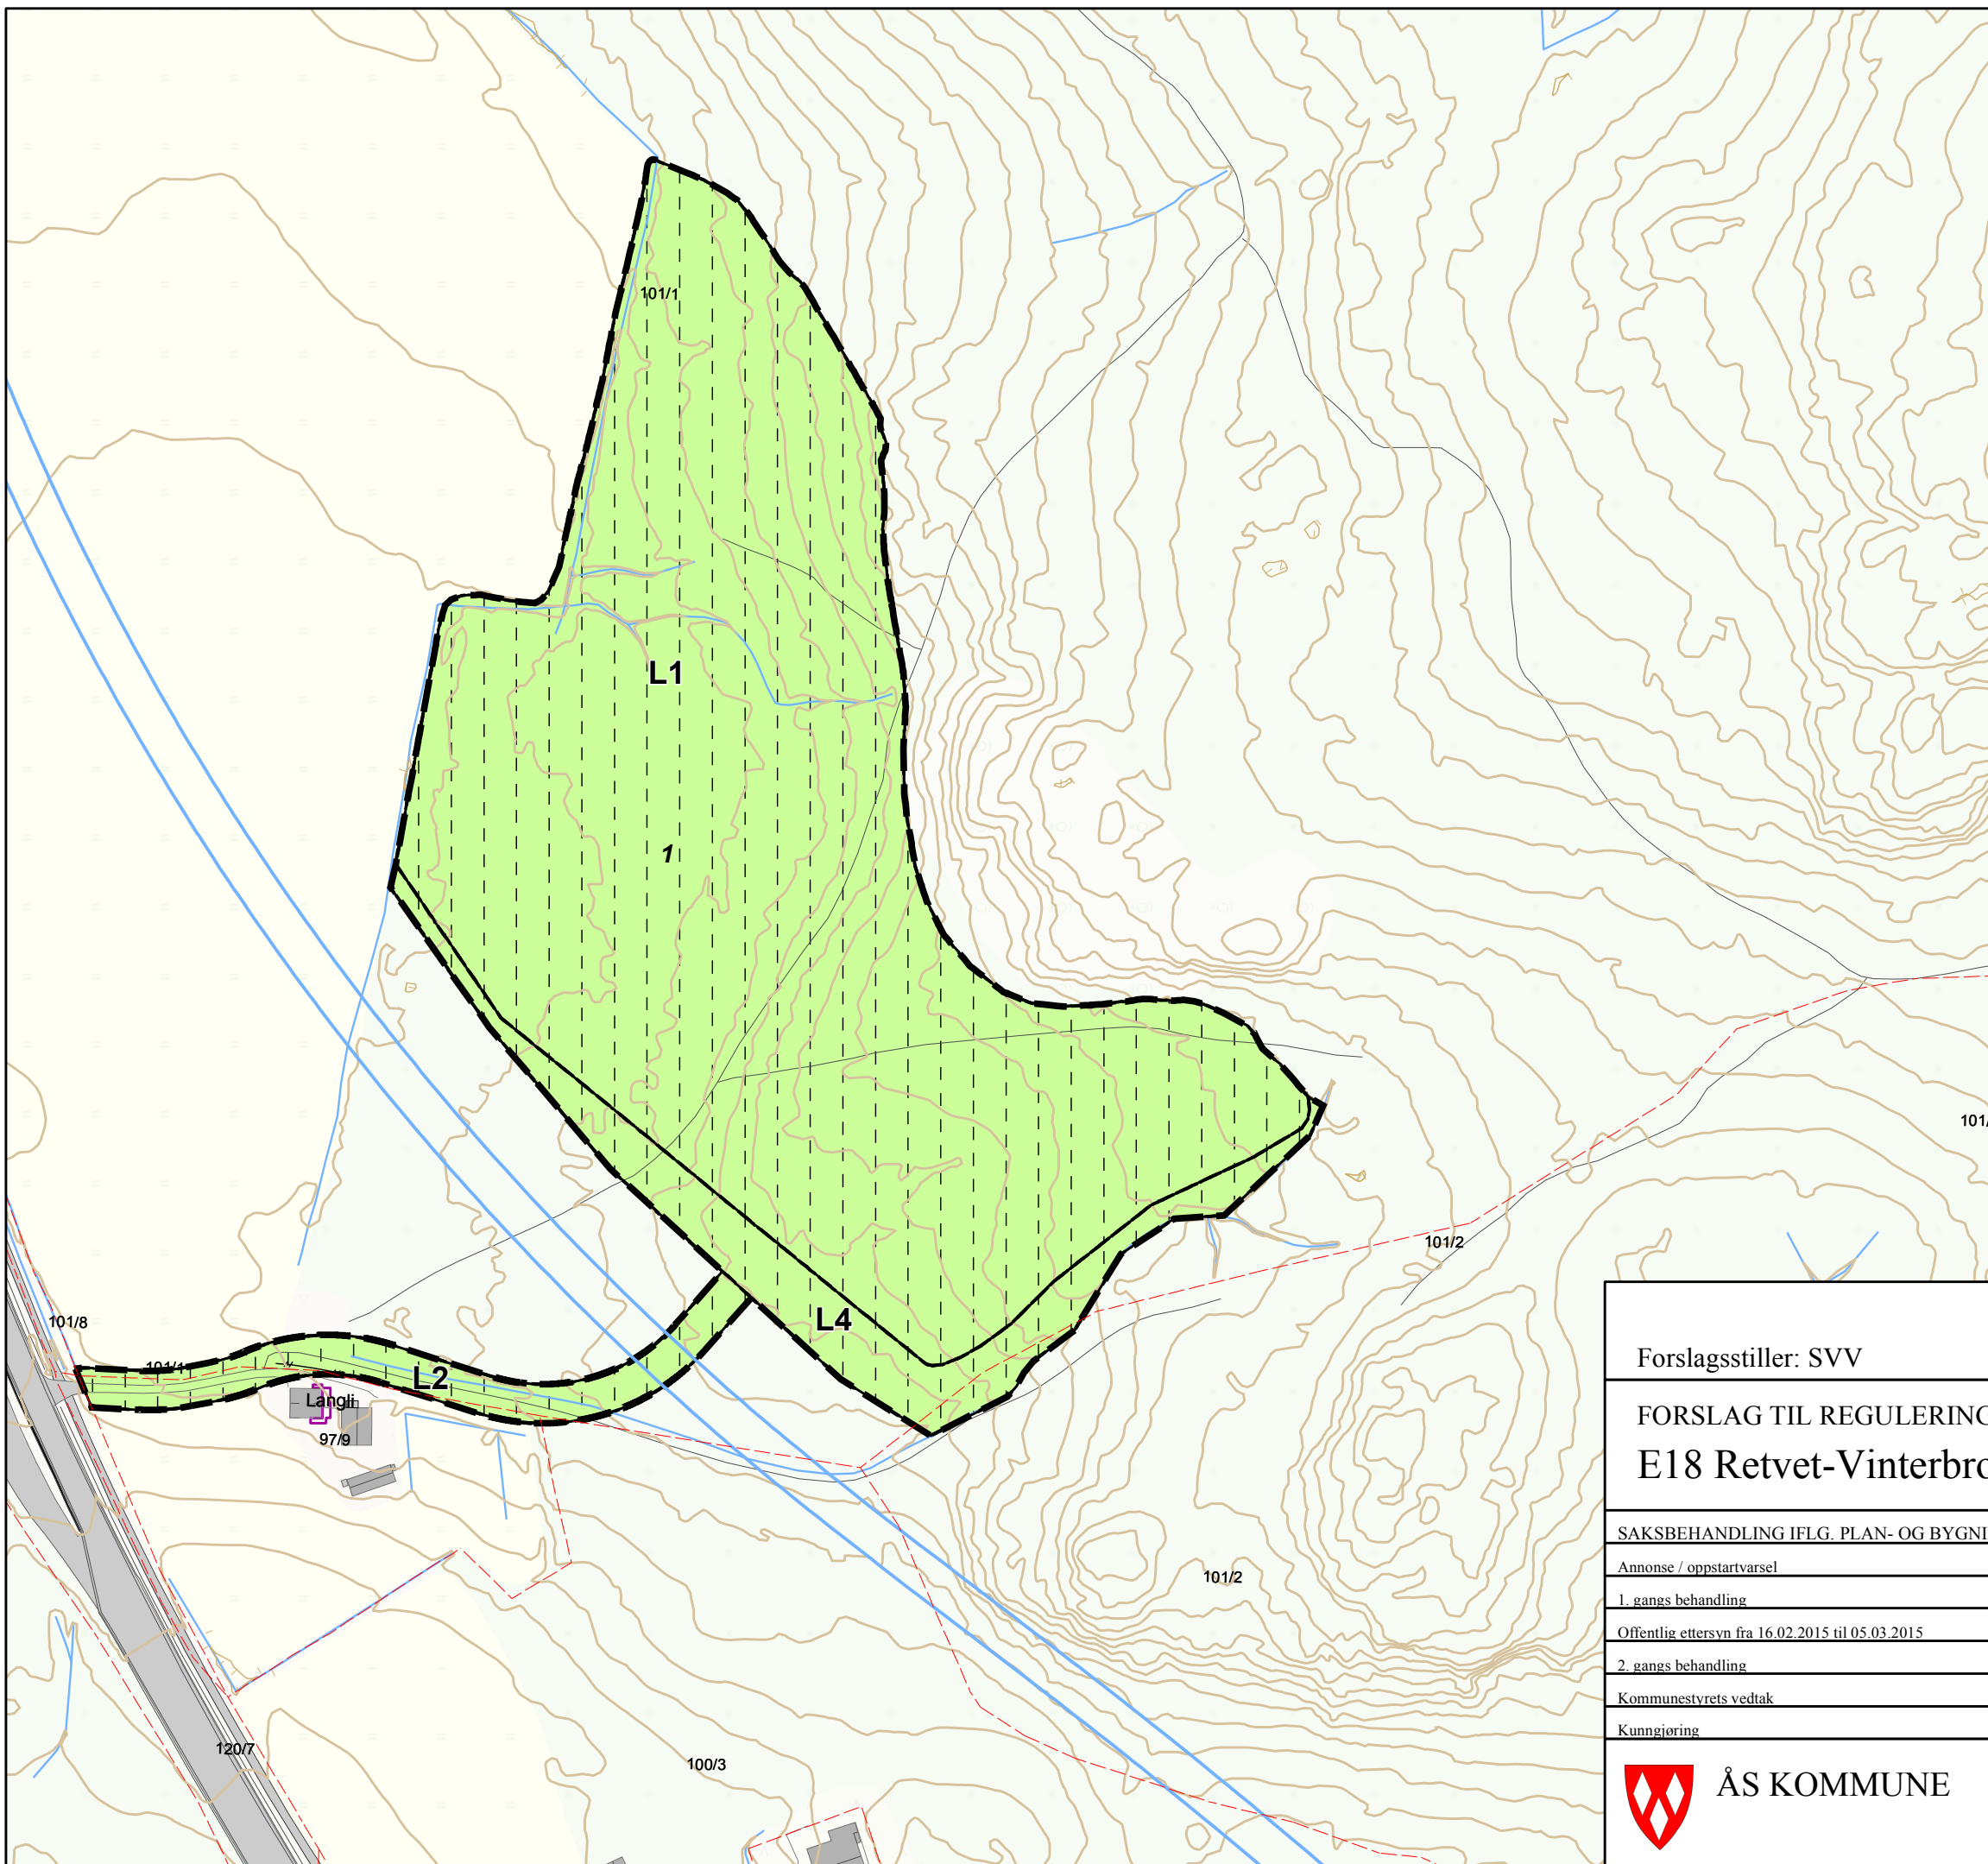 101/1
L1
1
101/
101/2
101/8
L4
101/1
L2
Langli
97/9
101/2
120/7
100/3
Forslagsstiller: SVV
FORSLAG TIL REGULERING
E18 Retvet-Vinterbro
SAKSBEHANDLING IFLG. PLAN- OG BYGNI
Annonse / oppstartvarsel
1. gangs behandling
Offentlig ettersyn fra 16.02.2015 til 05.03.2015
2. gangs behandling
Kommunestyrets vedtak
Kunngjøring
ÅS KOMMUNE